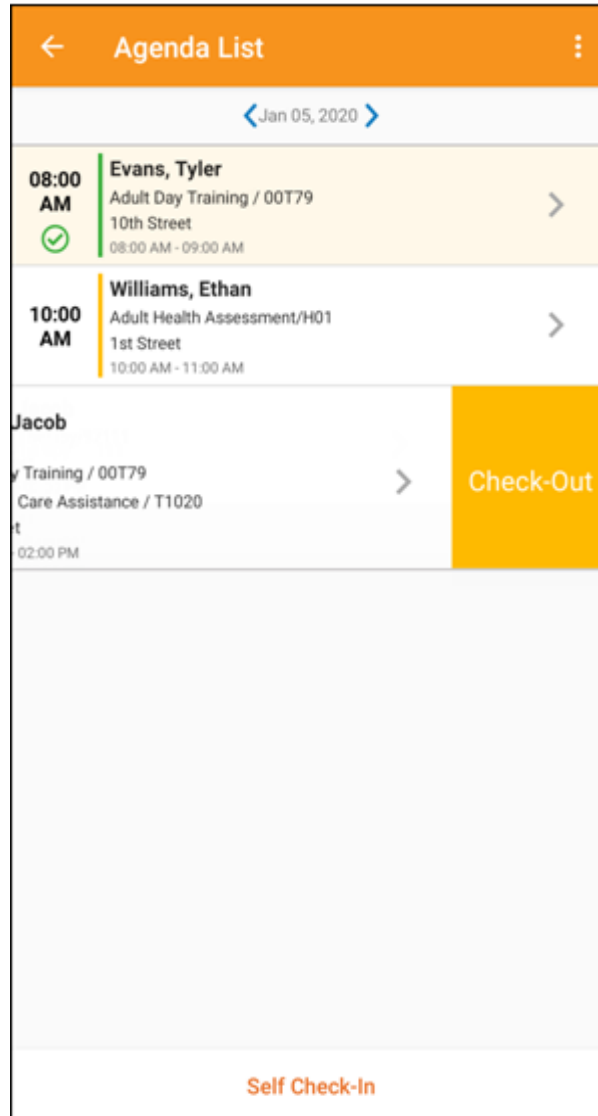 Agenda List
Jan 05, 2020
08:00
AM
Evans, Tyler
Adult Day Training / 00T79
10th Street
08:00 AM - 09:00 AM
10:00
AM
Williams, Ethan
Adult Health Assessment/H01
1st Street
10:00 AM - 11:00 AM
Jacob
y Training / 00T79
Care Assistance / T1020
et
02:00 PM
Check-Out
Self Check-In